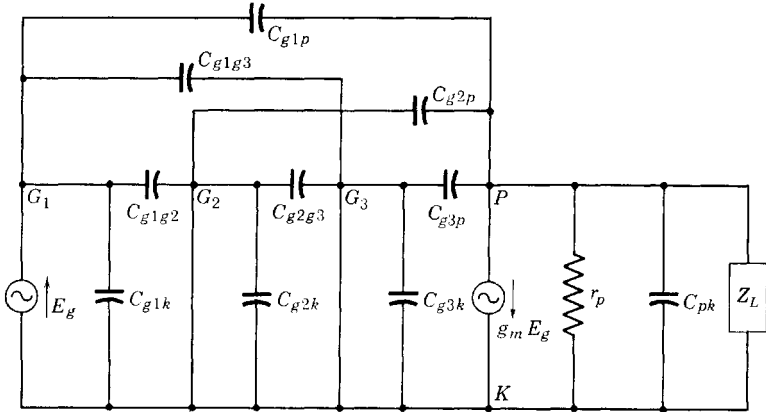 C_{g1p}
C_{g1g3}
C_{g2p}
G_1
C_{g1g2}
G_2
C_{g2g3}
G_3
C_{g3p}
P
E_g
C_{g1k}
C_{g2k}
C_{g3k}
g_m E_g
r_p
C_{pk}
Z_L
K